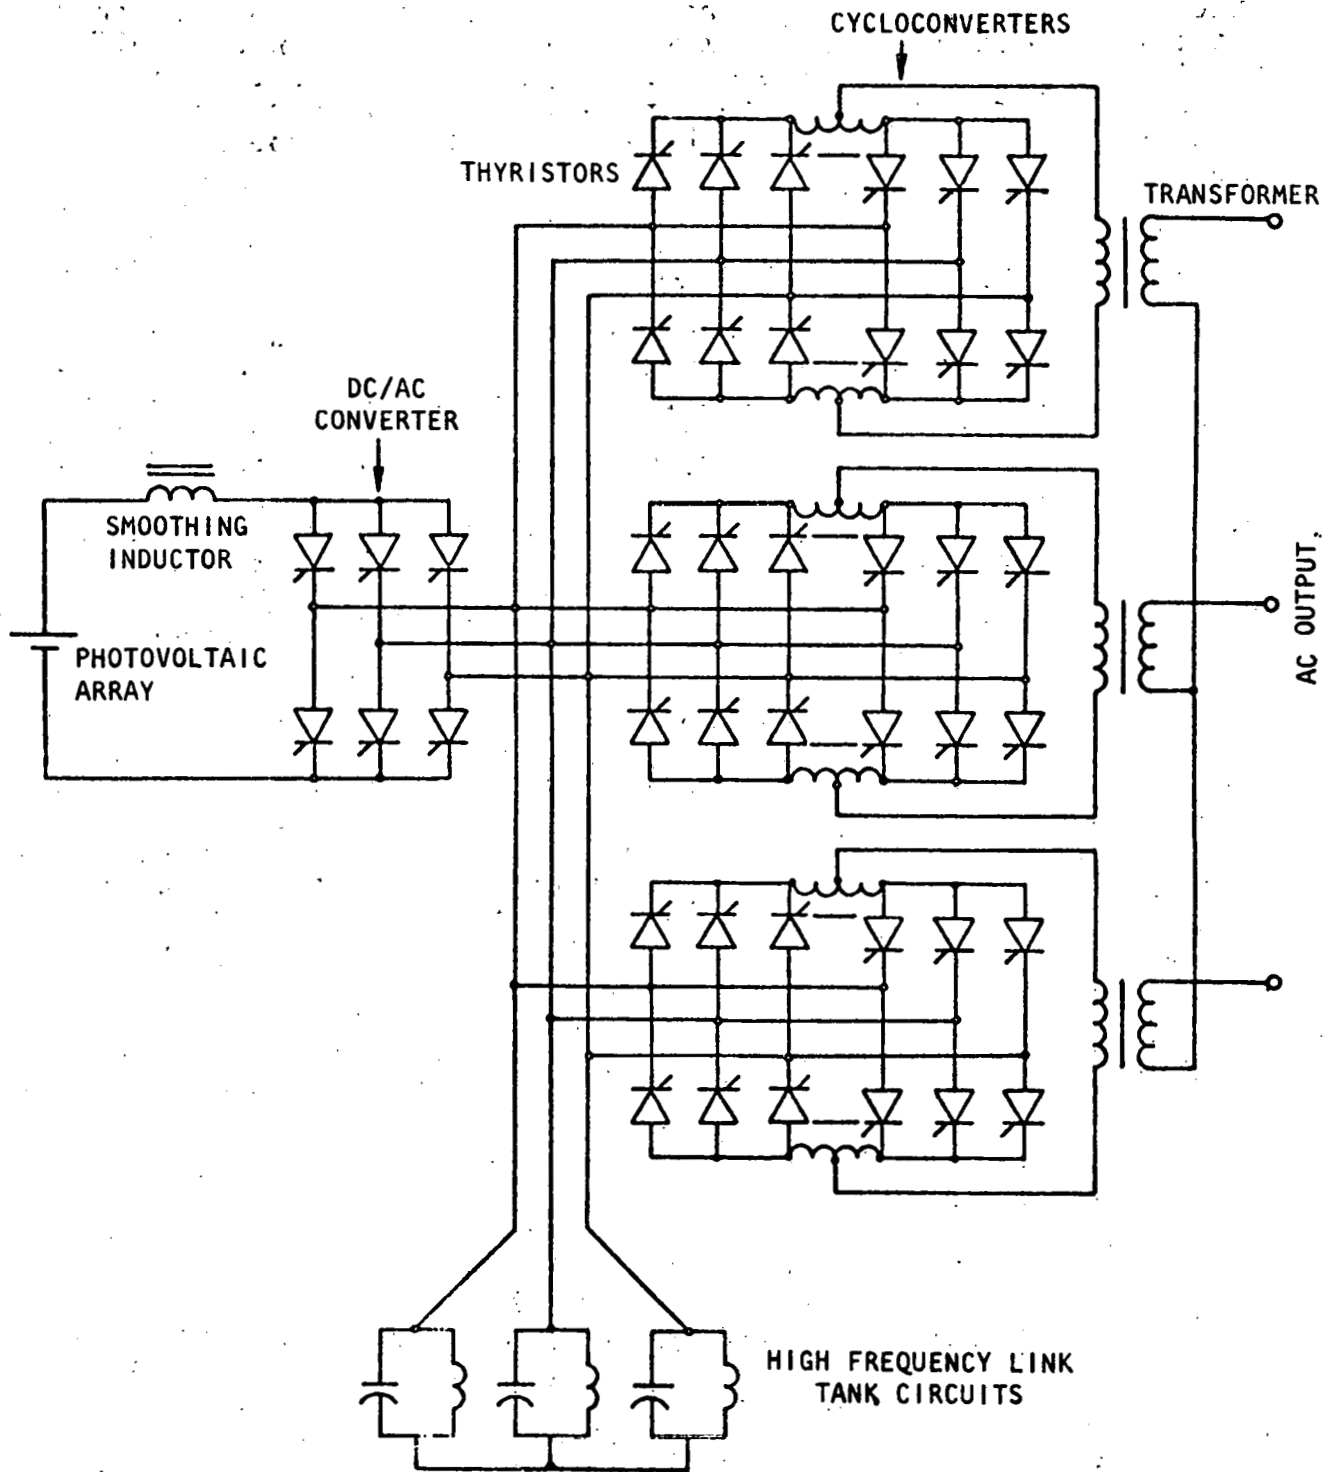 CYCLOCONVERTERS
THYRISTORS
TRANSFORMER
DC/AC
CONVERTER
SMOOTHING
INDUCTOR
PHOTOVOLTAIC
ARRAY
AC OUTPUT,
HIGH FREQUENCY LINK
TANK CIRCUITS